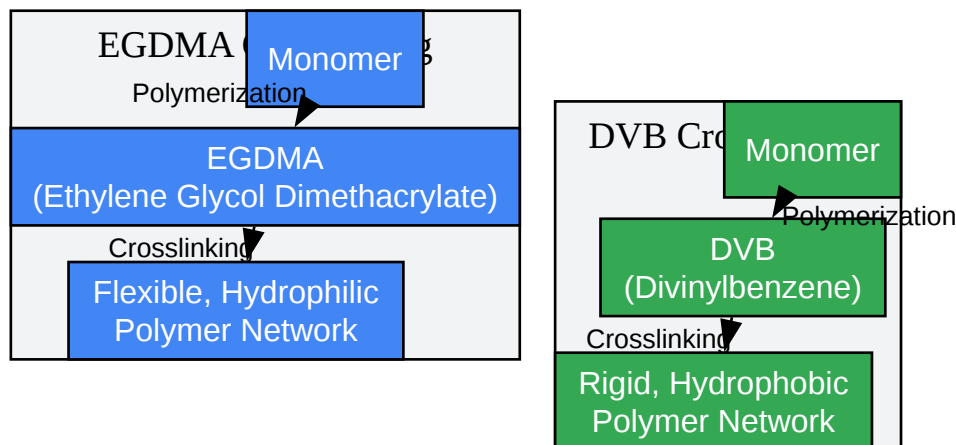 EGDMA
Monomer
Polymerization
EGDMA
(Ethylene Glycol Dimethacrylate)
Crosslinking
Flexible, Hydrophilic
Polymer Network
DVB
Monomer
Polymerization
DVB
(Divinylbenzene)
Crosslinking
Rigid, Hydrophobic
Polymer Network